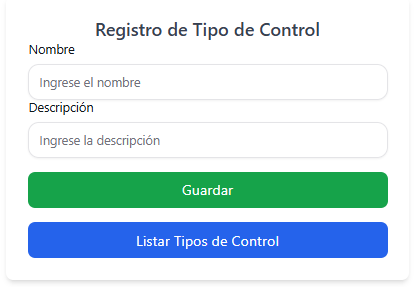 Registro de Tipo de Control
Nombre
Ingrese el nombre
Descripción
Ingrese la descripción
Guardar
Listar Tipos de Control